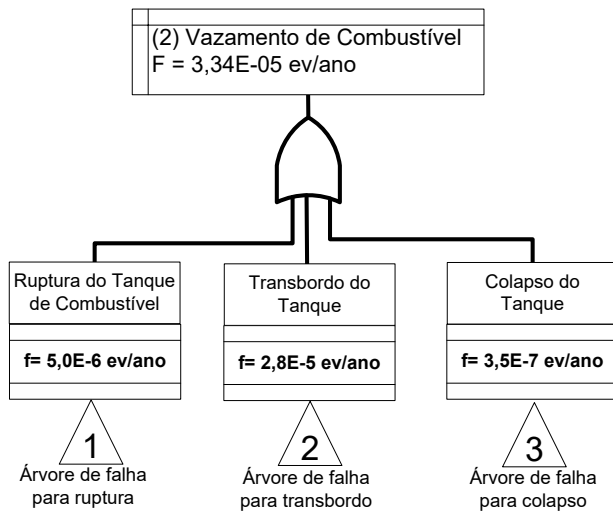 (2) Vazamento de Combustível
F = 3,34E-05 ev/ano
Ruptura do Tanque
de Combustível
f= 5,0E-6 ev/ano
1
Árvore de falha
para ruptura
Transbordo do
Tanque
f= 2,8E-5 ev/ano
2
Árvore de falha
para transbordo
Colapso do
Tanque
f= 3,5E-7 ev/ano
3
Árvore de falha
para colapso